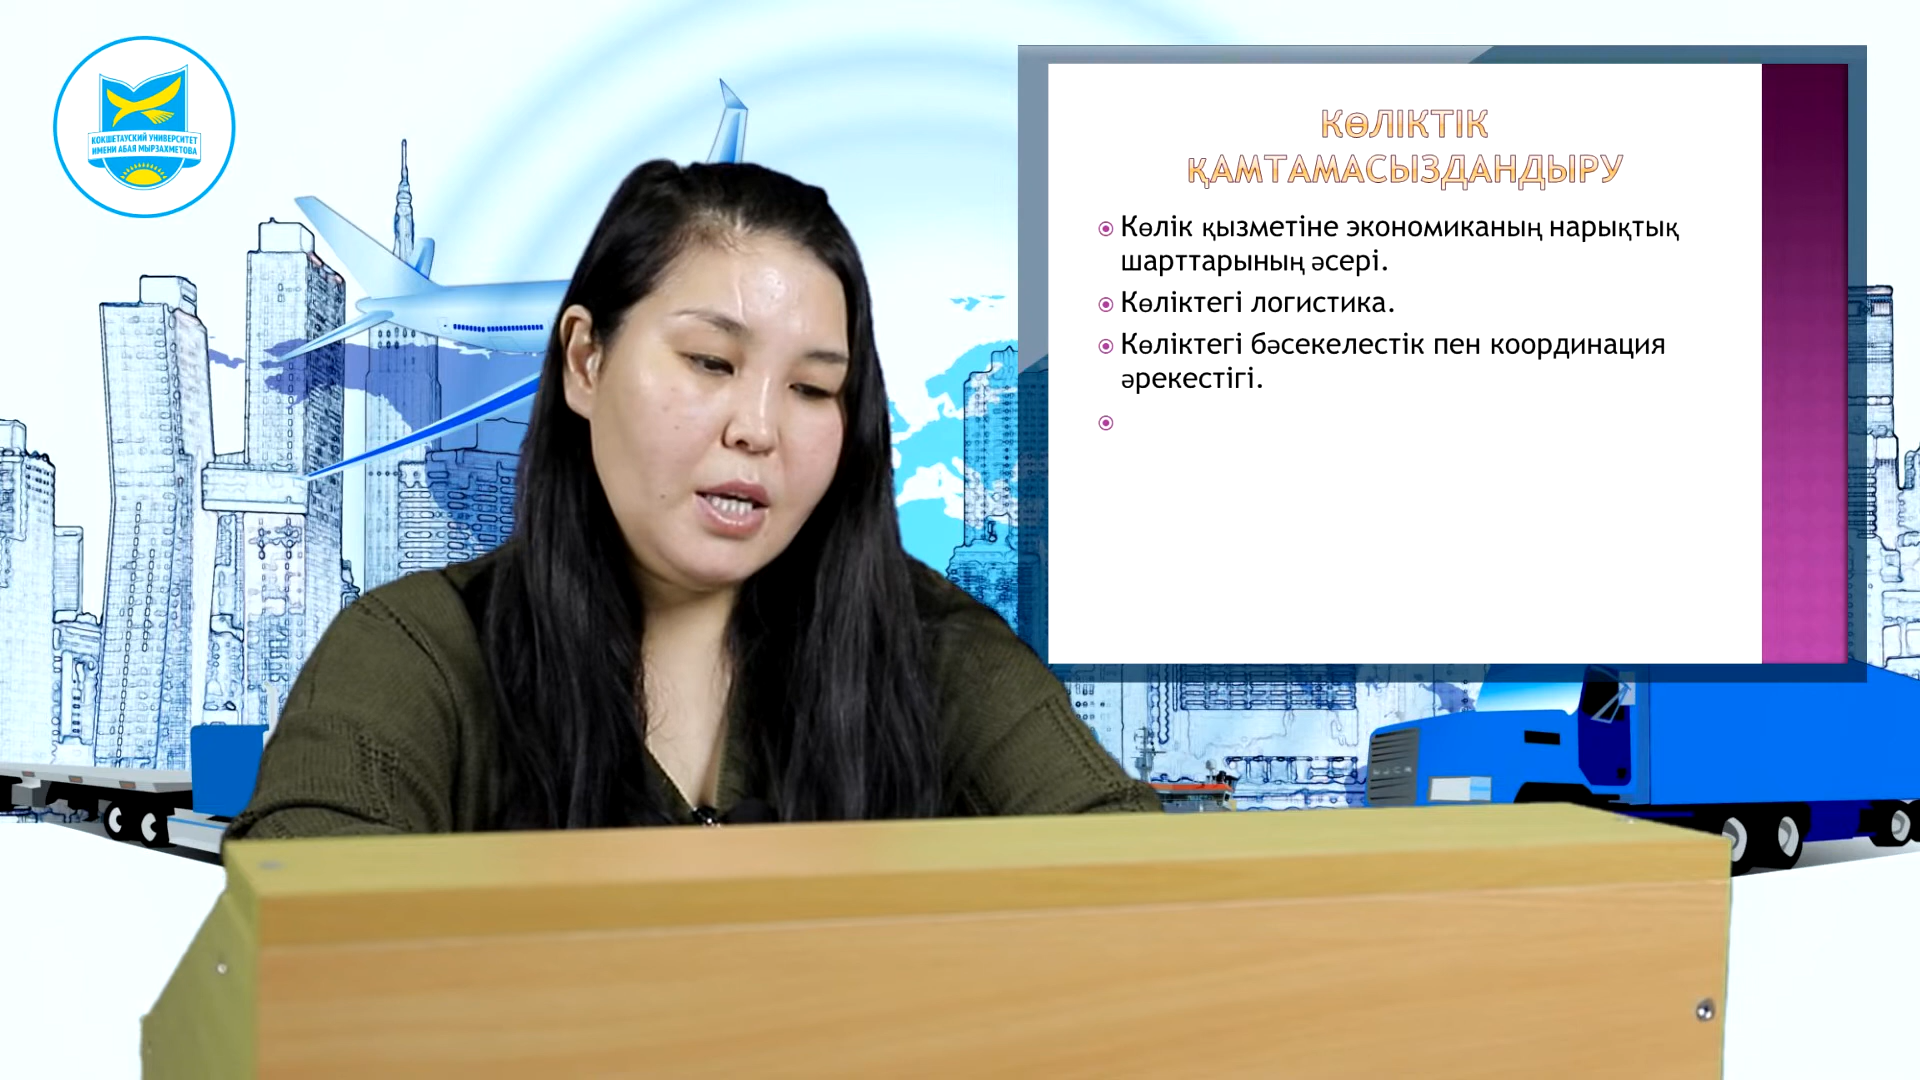 КОКШЕТАУСКИЙ УНИВЕРСИТЕТ
ИМЕНИ АБАЯ МЫРЗАХМЕТОВА
КӨЛІКТІК
ҚАМТАМАСЫЗДАНДЫРУ
Көлік қызметіне экономиканың нарықтық
шарттарының әсері.
Көліктегі логистика.
Көліктегі бәсекелестік пен координация
әрекестігі.